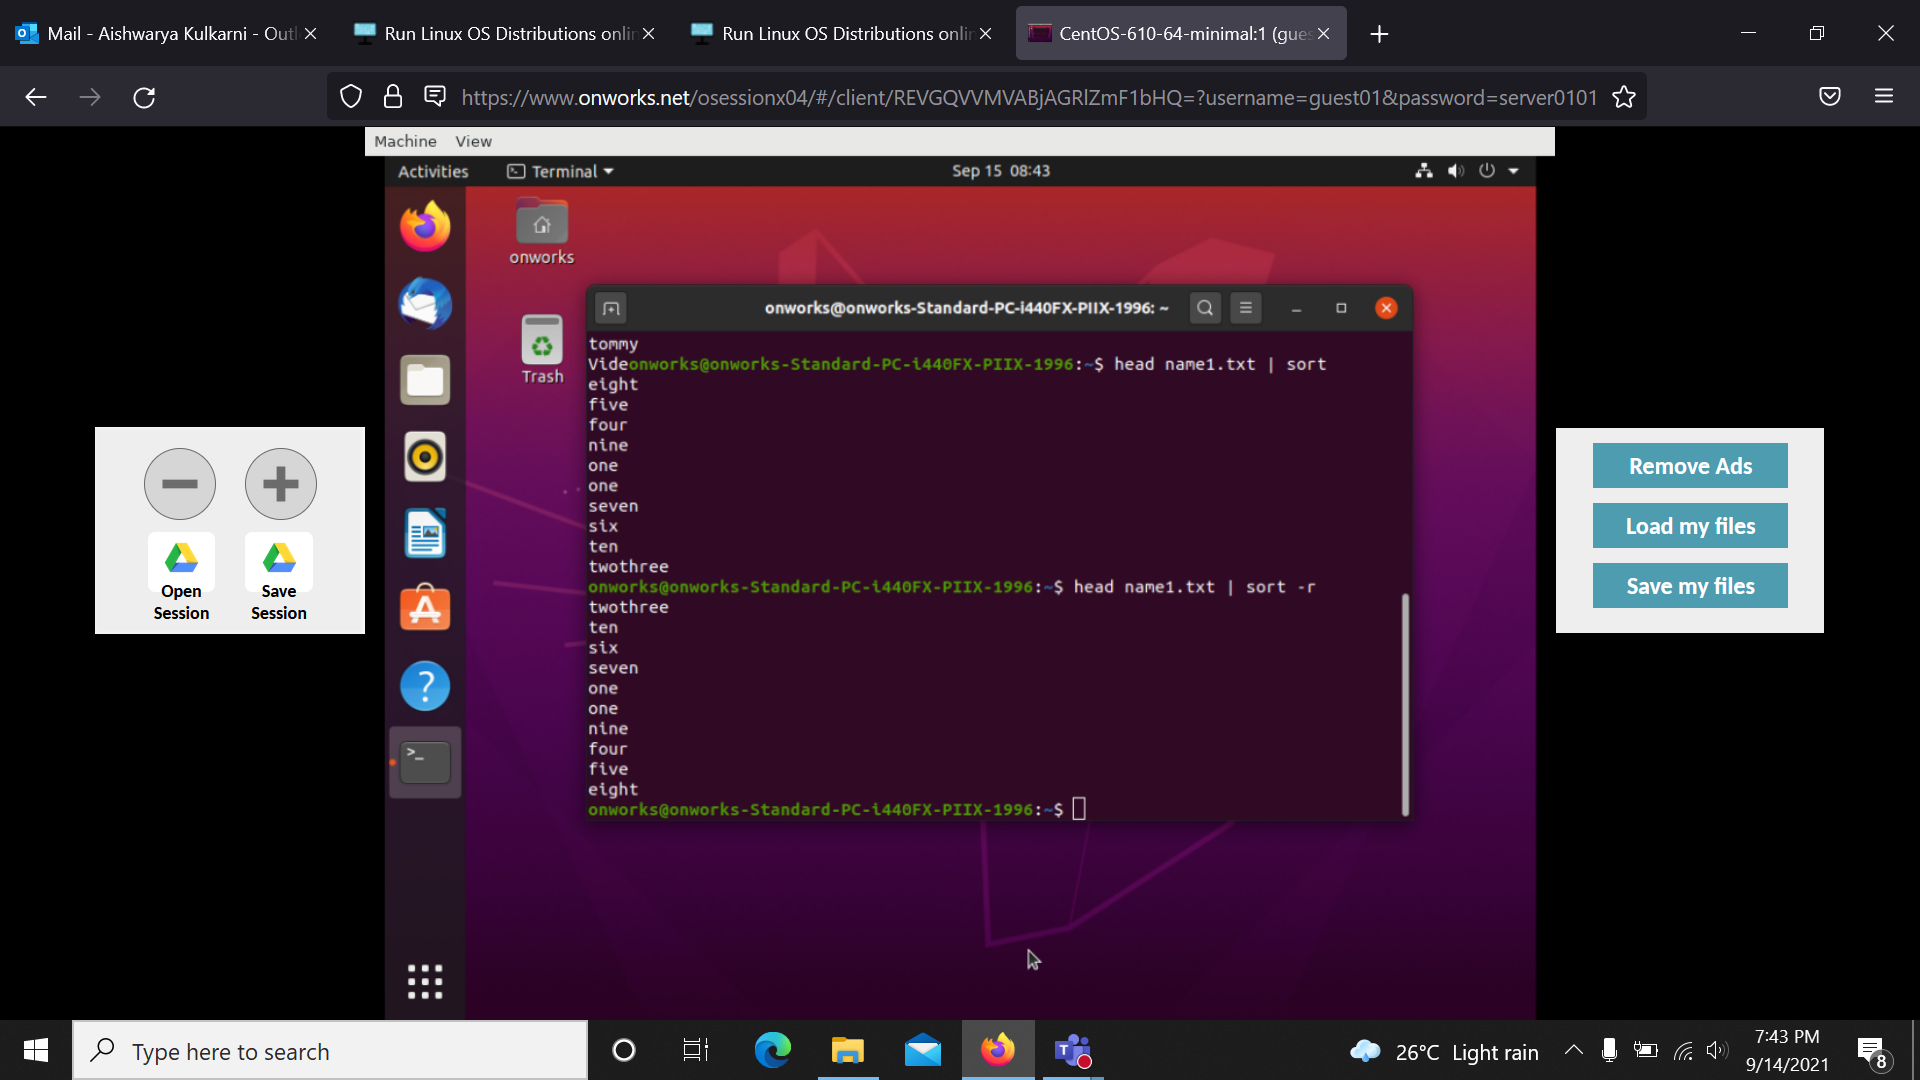 Mail - Aishwarya Kulkarni - Outl
Run Linux OS Distributions onlin
Run Linux OS Distributions onlin
CentOS-610-64-minimal:1 (gues
https://www.onworks.net/osessionx04/#/client/REVGQVVMVABjAGRlZmF1bHQ=?username=guest01&password=server0101
Machine View
Activities
Terminal
Sep 15 08:43
onworks
Trash
onworks@onworks-Standard-PC-i440FX-PIIX-1996: ~
tommy
Videonworks@onworks-Standard-PC-i440FX-PIIX-1996:~$ head name1.txt | sort
eight
five
four
nine
one
one
seven
six
ten
twothree
onworks@onworks-Standard-PC-i440FX-PIIX-1996:~$ head name1.txt | sort -r
twothree
ten
six
seven
one
one
nine
four
five
eight
onworks@onworks-Standard-PC-i440FX-PIIX-1996:~$
Open Session
Save Session
Remove Ads
Load my files
Save my files
Type here to search
26°C Light rain
7:43 PM
9/14/2021
8